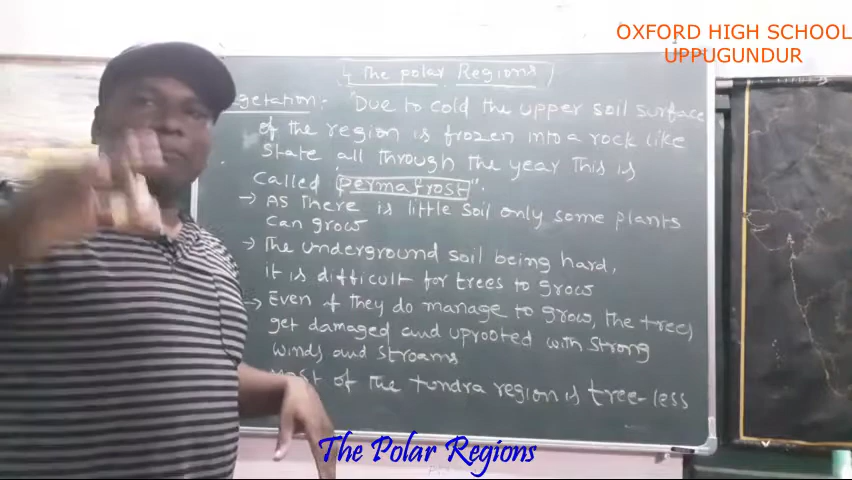 OXFORD HIGH SCHOOL
UPPUGUNDUR
4 The polar Regions
getation:- "Due to cold the upper soil surface
of the region is frozen into a rock like
state all through the year This is
called permafrost".
→ As there is little soil only some plants
can grow
→ The underground soil being hard,
it is difficult for trees to grow
→ Even if they do manage to grow, the trees
get damaged and uprooted with strong
winds and stroams
Most of the tundra region is tree-less
The Polar Regions